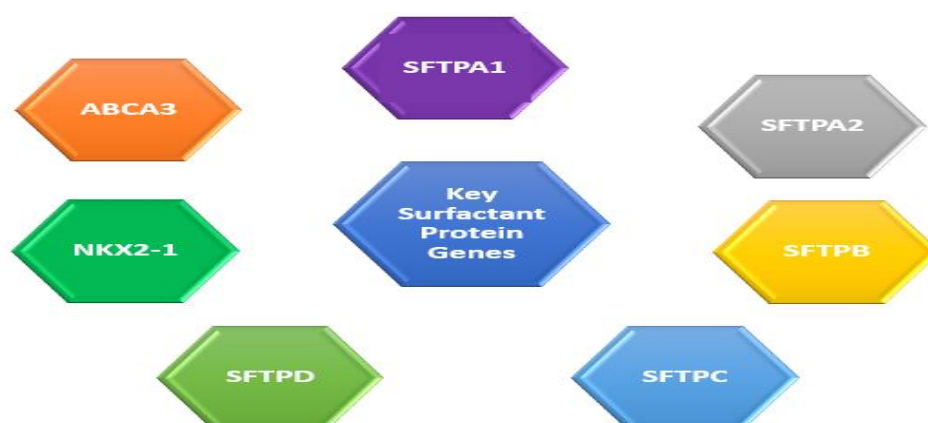 SFTPA1
ABCA3
SFTPA2
Key
Surfactant
Protein
Genes
NKX2-1
SFTPB
SFTPD
SFTPC